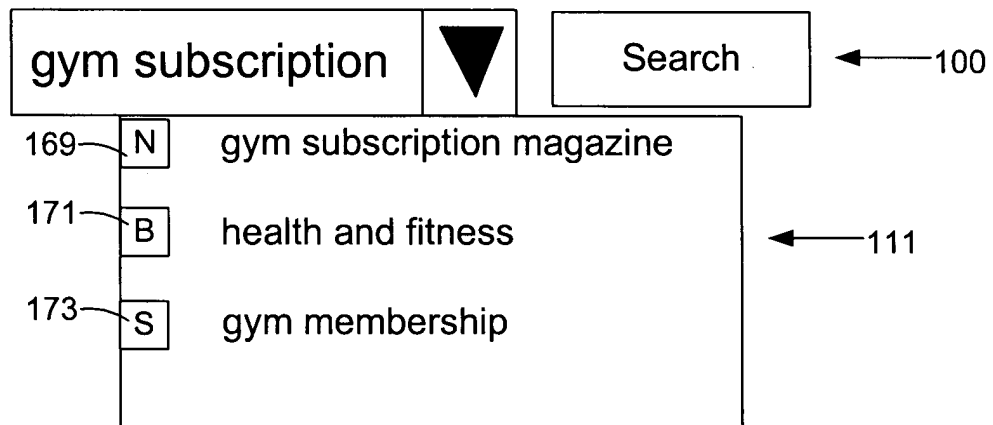 gym subscription Search 100
169 N gym subscription magazine
171 B health and fitness 111
173 S gym membership